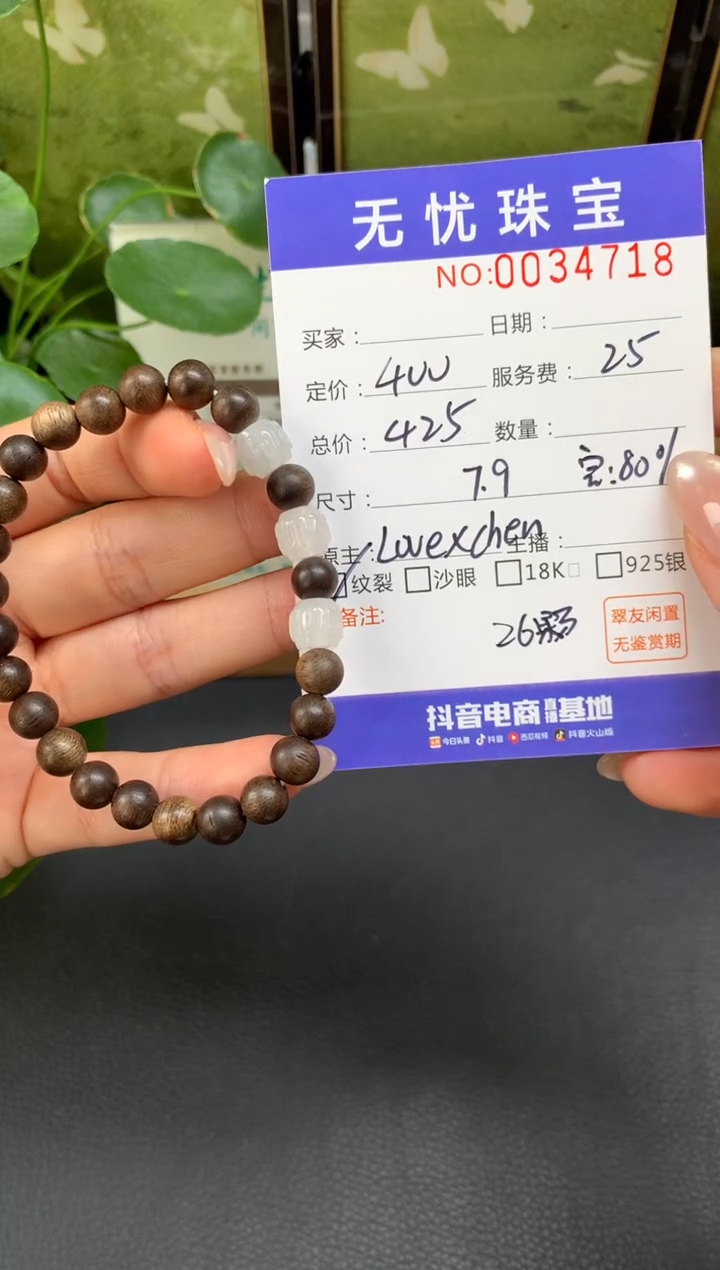 无忧珠宝
NO:0034718
买家： 日期：
定价：400 服务费：25
总价：425 数量：
尺寸： 7.9 宝:80%
点主：Lovexchen 主播：
纹裂 沙眼 18K 925银
备注: 26颗
翠友闲置
无鉴赏期
抖音电商直播基地
今日头条 抖音 西瓜视频 抖音火山版